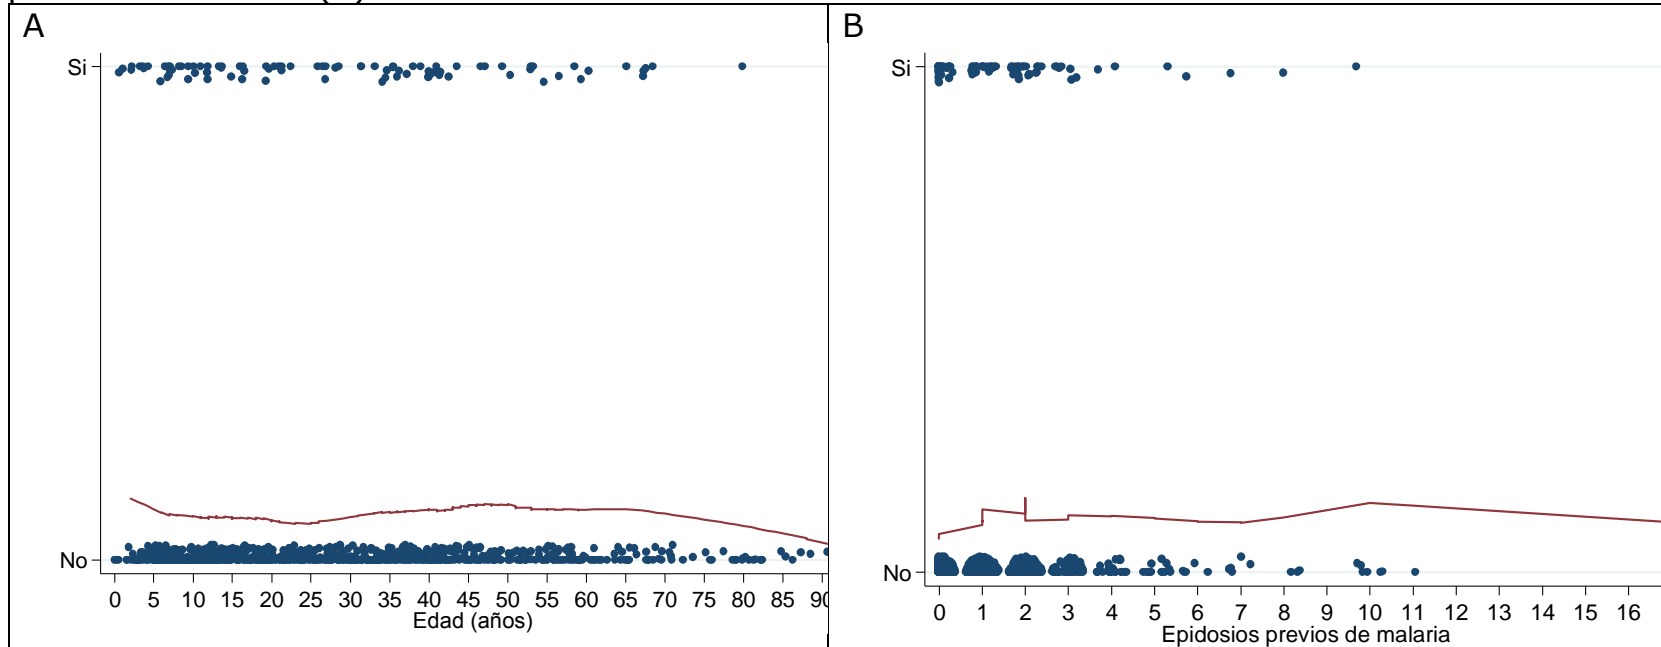 A
B
Si
No
0 5 10 15 20 25 30 35 40 45 50 55 60 65 70 75 80 85 90
Edad (años)
Si
No
0 1 2 3 4 5 6 7 8 9 10 11 12 13 14 15 16
Epidosios previos de malaria